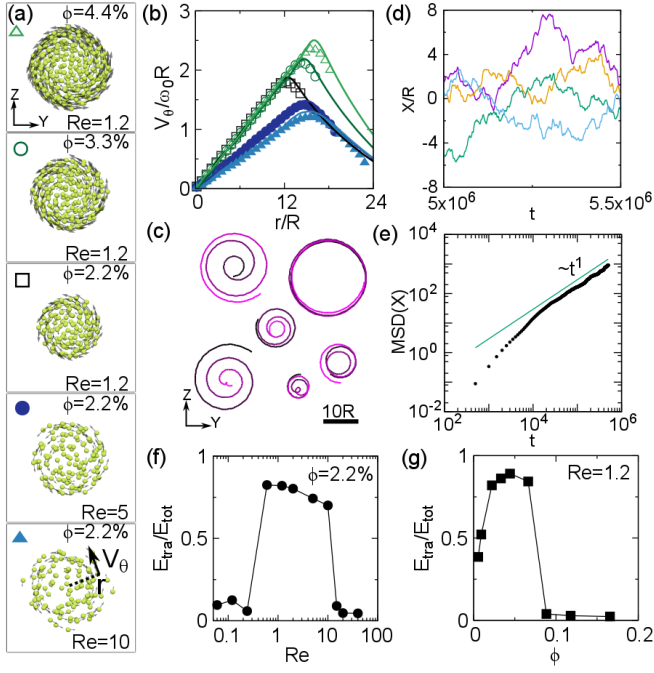 (a)
ϕ=4.4%
Z
Y
Re=1.2
ϕ=3.3%
Re=1.2
ϕ=2.2%
Re=1.2
ϕ=2.2%
Re=5
ϕ=2.2%
Vθ
r
Re=10
(b)
Vθ/ω0R
3
2
1
0
0 6 12 18 24
r/R
(c)
Z
Y
10R
(d)
X/R
8
4
0
-4
-8
5x10^6 5.5x10^6
t
(e)
MSD(X)
~t^1
10^4
10^2
10^0
10^-2
10^2 10^4 10^6
t
(f)
ϕ=2.2%
Etra/Etot
1
0.5
0
0.1 1 10
Re
(g)
Re=1.2
Etra/Etot
1
0.5
0
0 0.1 0.2
ϕ